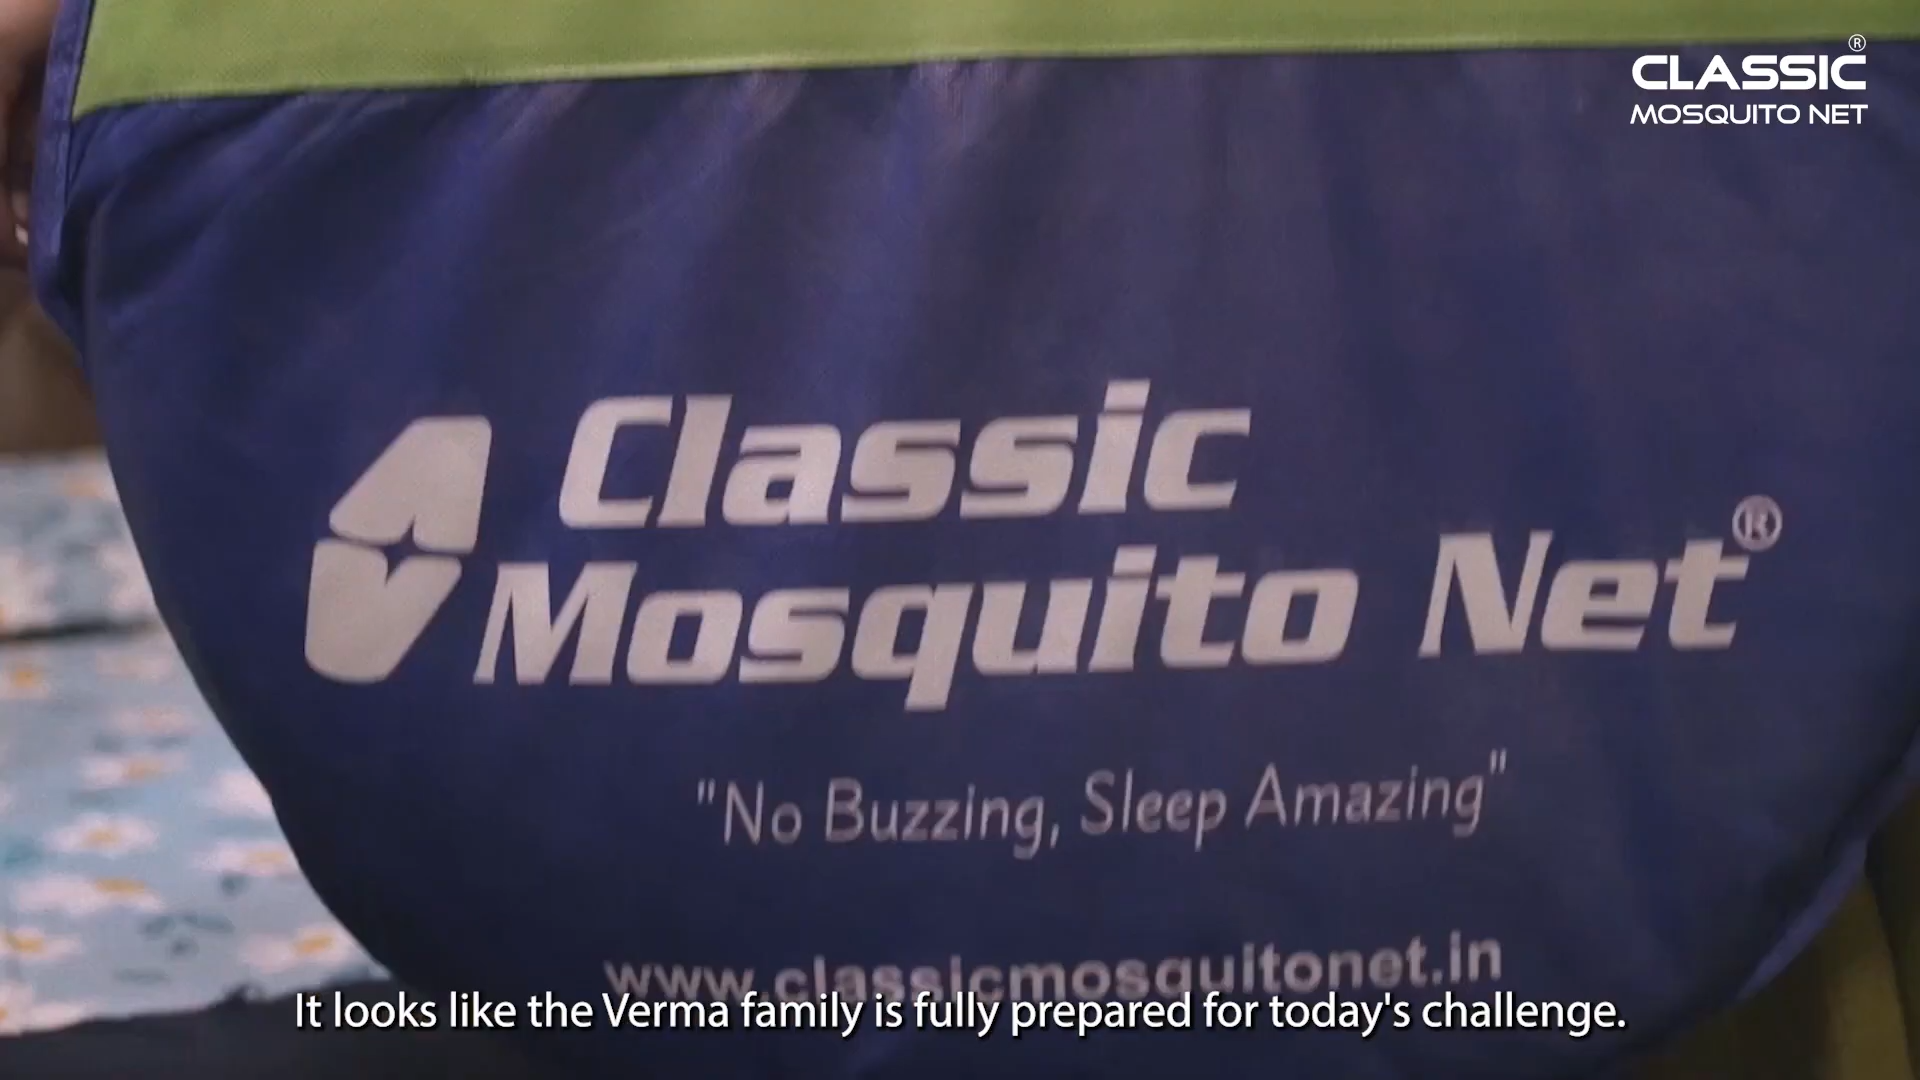 CLASSIC®
MOSQUITO NET
Classic
Mosquito Net®
"No Buzzing, Sleep Amazing"
www.classicmosquitonet.in
It looks like the Verma family is fully prepared for today's challenge.